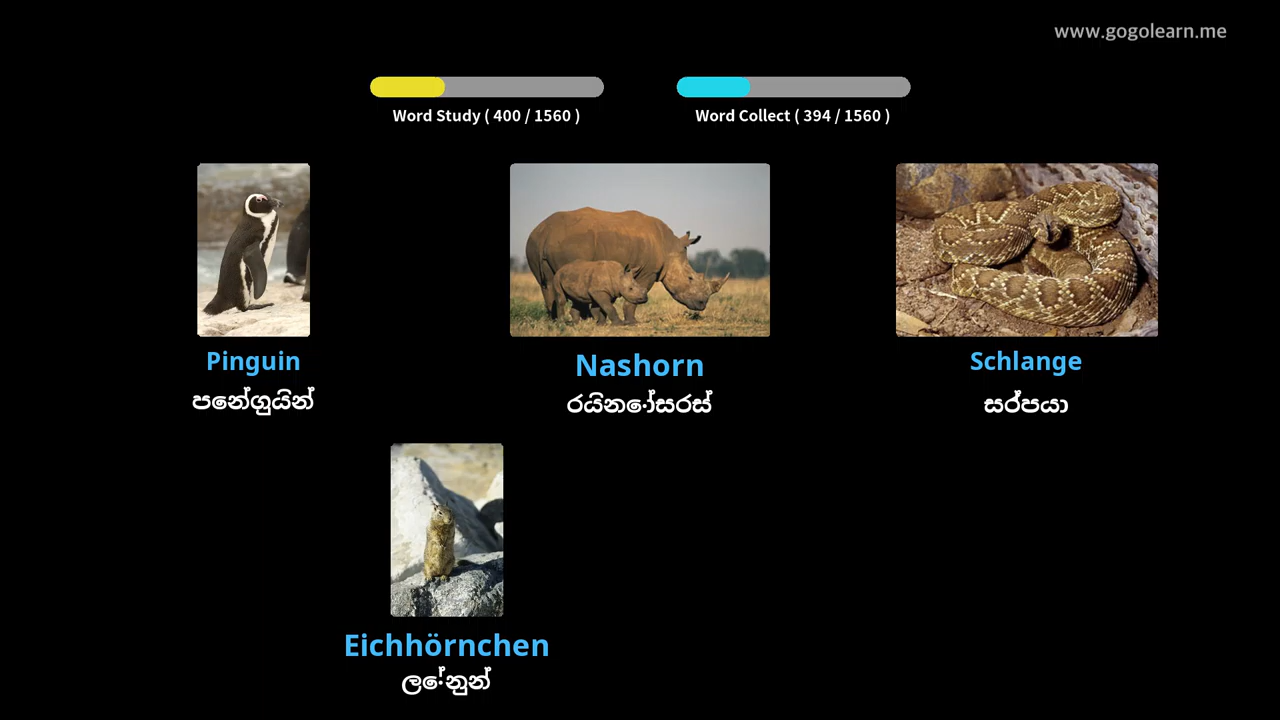 www.gogolearn.me
Word Study ( 400 / 1560 )
Word Collect ( 394 / 1560 )
Pinguin
Nashorn
Schlange
පනේගුයින්
රයිනෝසරස්
සර්පයා
Eichhörnchen
ලේනුන්